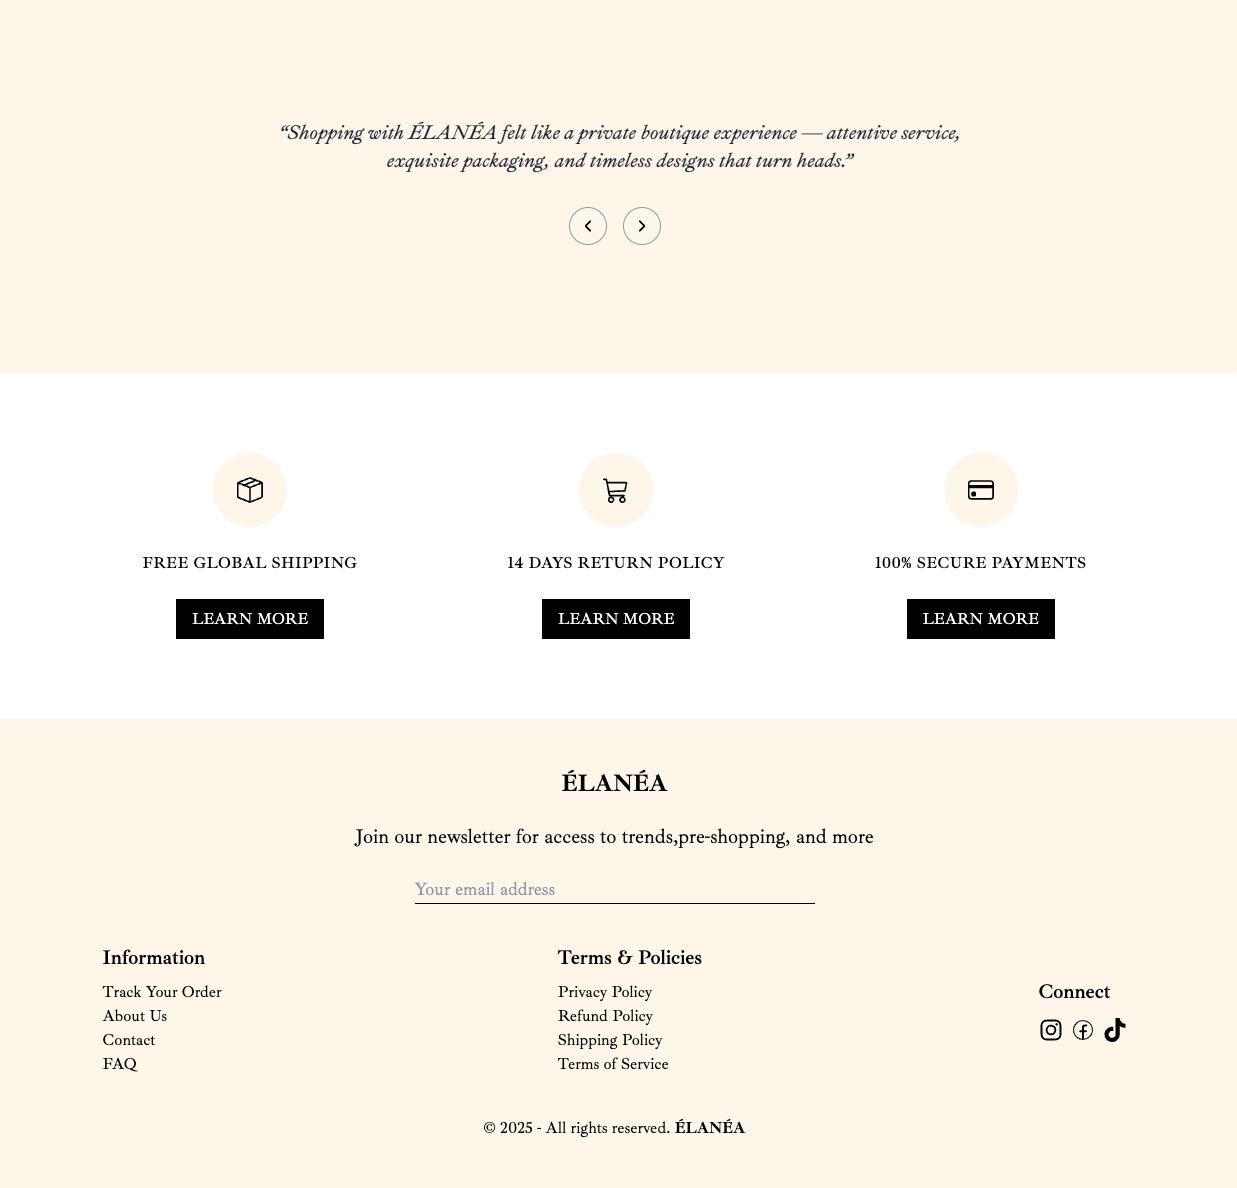 “Shopping with ÉLANÉA felt like a private boutique experience — attentive service,
exquisite packaging, and timeless designs that turn heads.”
FREE GLOBAL SHIPPING
LEARN MORE
14 DAYS RETURN POLICY
LEARN MORE
100% SECURE PAYMENTS
LEARN MORE
ÉLANÉA
Join our newsletter for access to trends,pre-shopping, and more
Your email address
Information
Track Your Order
About Us
Contact
FAQ
Terms & Policies
Privacy Policy
Refund Policy
Shipping Policy
Terms of Service
Connect
© 2025 - All rights reserved. ÉLANÉA